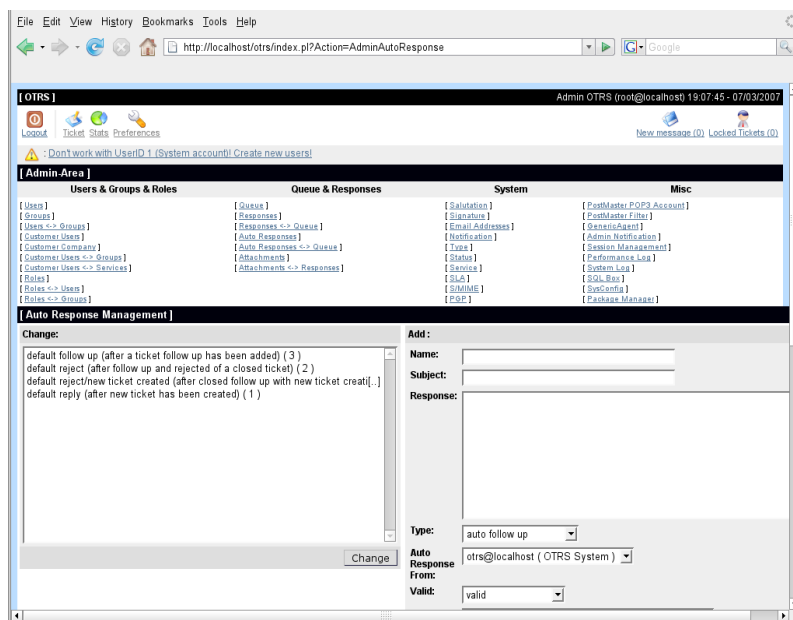 File Edit View History Bookmarks Tools Help
http://localhost/otrs/index.pl?Action=AdminAutoResponse
G Google
[ OTRS ] Admin OTRS (root@localhost) 19:07:45 - 07/03/2007
Logout Ticket Stats Preferences New message (0) Locked Tickets (0)
: Don't work with UserID 1 (System account)! Create new users!
[ Admin-Area ]
Users & Groups & Roles Queue & Responses System Misc
[ Users ] [ Queue ] [ Salutation ] [ PostMaster POP3 Account ]
[ Groups ] [ Responses ] [ Signature ] [ PostMaster Filter ]
[ Users <-> Groups ] [ Responses <-> Queue ] [ Email Addresses ] [ GenericAgent ]
[ Customer Users ] [ Auto Responses ] [ Notification ] [ Admin Notification ]
[ Customer Company ] [ Auto Responses <-> Queue ] [ Type ] [ Session Management ]
[ Customer Users <-> Groups ] [ Attachments ] [ Status ] [ Performance Log ]
[ Customer Users <-> Services ] [ Attachments <-> Responses ] [ Service ] [ System Log ]
[ Roles ] [ SLA ] [ SQL Box ]
[ Roles <-> Users ] [ S/MIME ] [ SysConfig ]
[ Roles <-> Groups ] [ PGP ] [ Package Manager ]
[ Auto Response Management ]
Change: Add :
default follow up (after a ticket follow up has been added) ( 3 )
default reject (after follow up and rejected of a closed ticket) ( 2 )
default reject/new ticket created (after closed follow up with new ticket creati[..]
default reply (after new ticket has been created) ( 1 )
Change
Name:
Subject:
Response:
Type: auto follow up
Auto Response From: otrs@localhost ( OTRS System )
Valid: valid